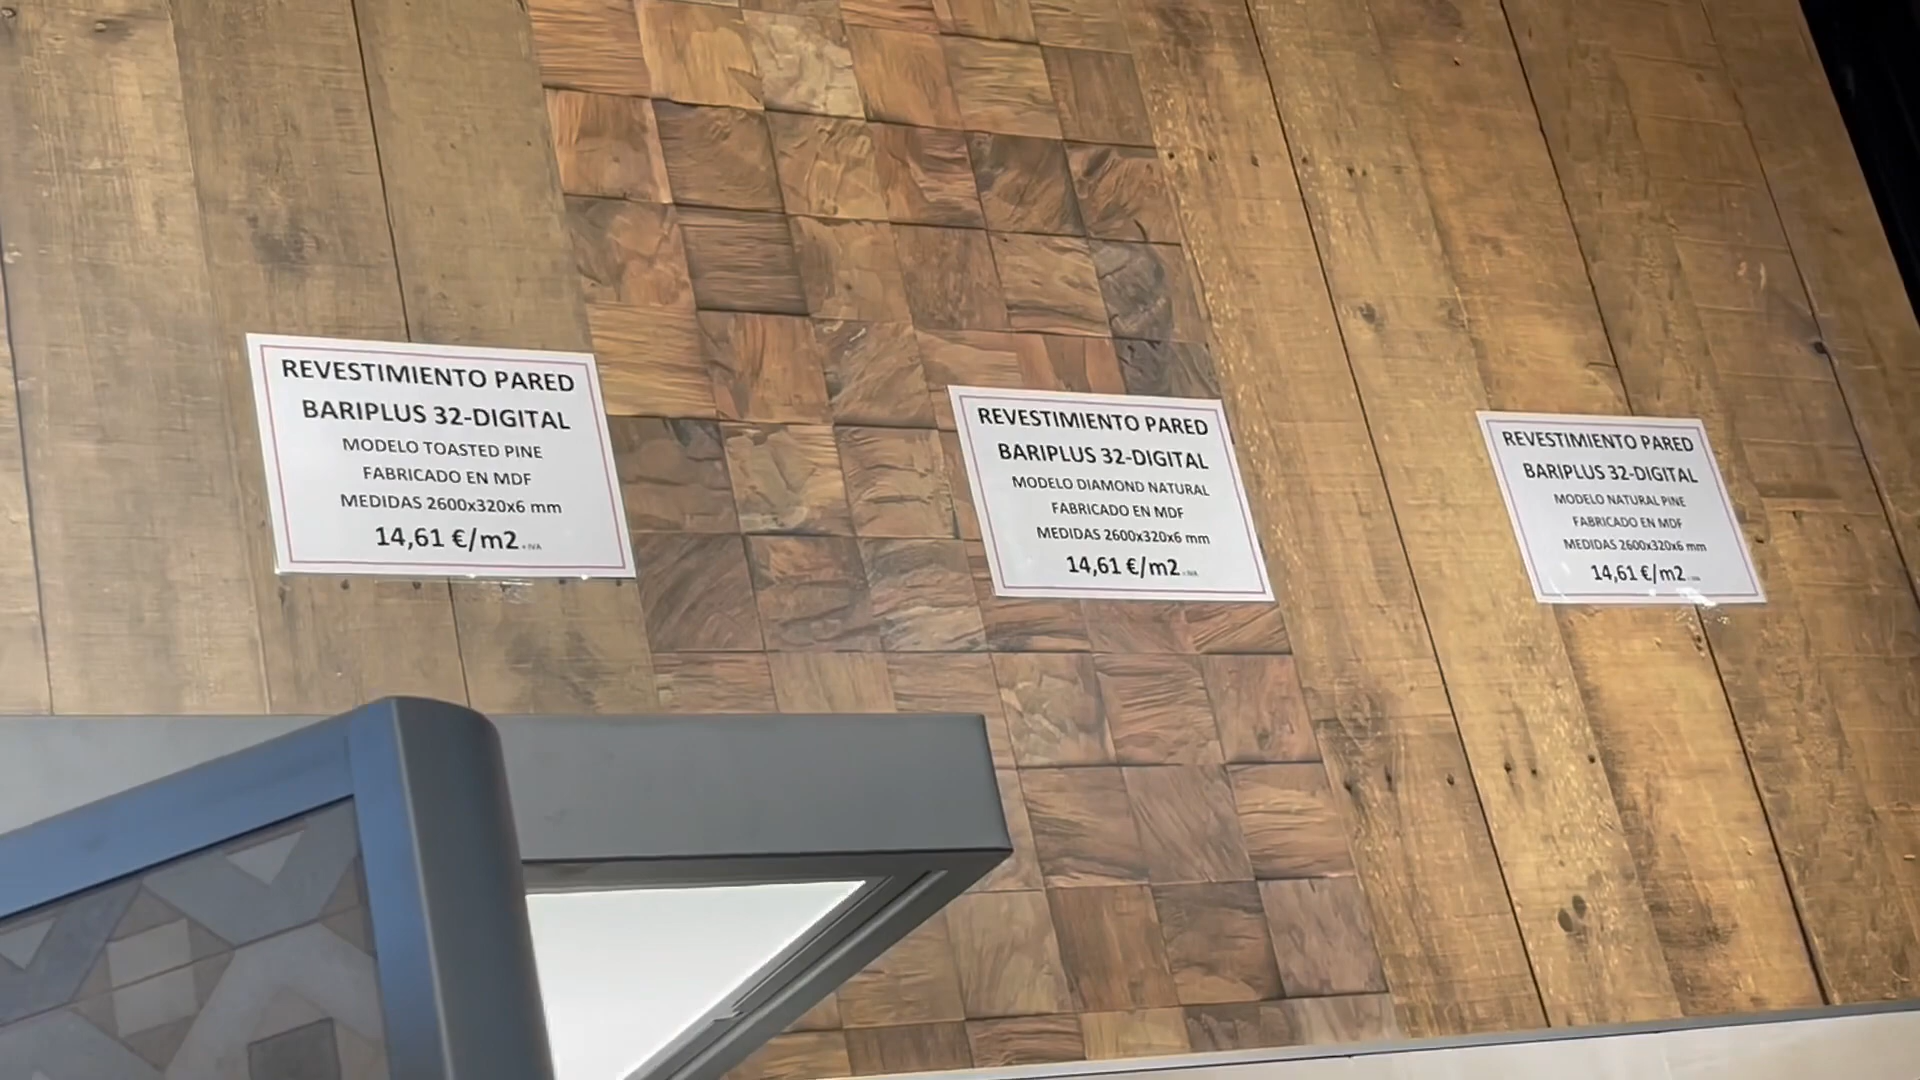 REVESTIMIENTO PARED
BARIPLUS 32-DIGITAL
MODELO TOASTED PINE
FABRICADO EN MDF
MEDIDAS 2600x320x6 mm
14,61 €/m2 + IVA
REVESTIMIENTO PARED
BARIPLUS 32-DIGITAL
MODELO DIAMOND NATURAL
FABRICADO EN MDF
MEDIDAS 2600x320x6 mm
14,61 €/m2 + IVA
REVESTIMIENTO PARED
BARIPLUS 32-DIGITAL
MODELO NATURAL PINE
FABRICADO EN MDF
MEDIDAS 2600x320x6 mm
14,61 €/m2